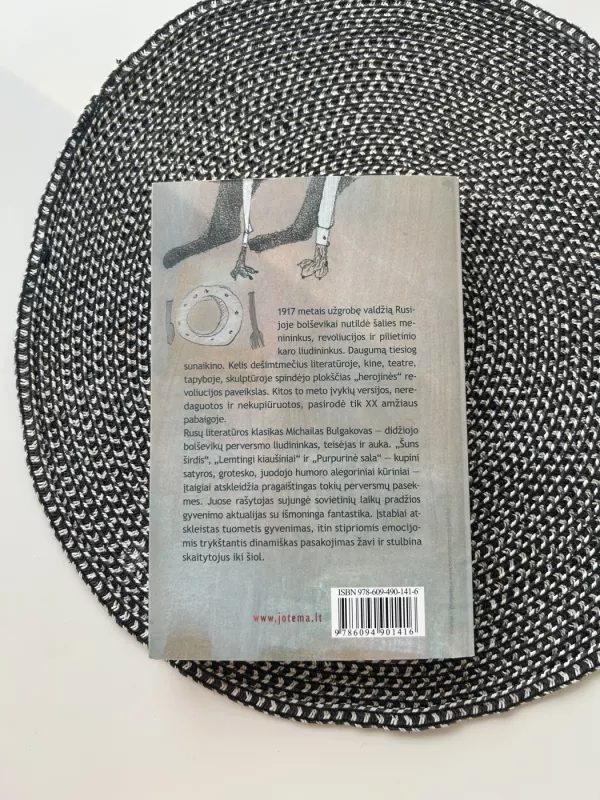 1917 metais užgrobę valdžią Rusi-
joje bolševikai nutildė šalies me-
nininkus, revoliucijos ir pilietinio
karo liudininkus. Daugumą tiesiog
sunaikino. Kelis dešimtmečius literatūroje, kine, teatre,
tapyboje, skulptūroje spindėjo plokščias „herojinės“ re-
voliucijos paveikslas. Kitos to meto įvykių versijos, nere-
daguotos ir nekupiūruotos, pasirodė tik XX amžiaus
pabaigoje.
Rusų literatūros klasikas Michailas Bulgakovas — didžiojo
bolševikų perversmo liudininkas, teisėjas ir auka. „Šuns
širdis“, „Lemtingi kiaušiniai“ ir „Purpurinė sala“ — kupini
satyros, grotesko, juodojo humoro alegoriniai kūriniai —
įtaigiai atskleidžia pragaištingas tokių perversmų pasek-
mes. Juose rašytojas sujungė sovietinių laikų pradžios
gyvenimo aktualijas su išmoninga fantastika. Įstabiai at-
skleistas tuometis gyvenimas, itin stipriomis emocijo-
mis trykštantis dinamiškas pasakojimas žavi ir stulbina
skaitytojus iki šiol.
ISBN 978-609-490-141-6
www.jotema.lt
9 786094 901416